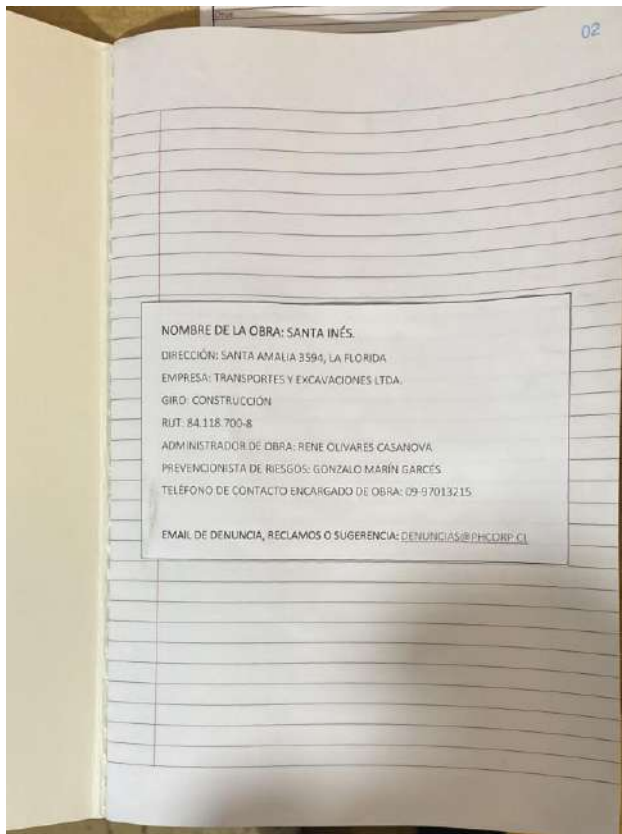 02
NOMBRE DE LA OBRA: SANTA INÉS.
DIRECCIÓN: SANTA AMALIA 3594, LA FLORIDA
EMPRESA: TRANSPORTES Y EXCAVACIONES LTDA.
GIRO: CONSTRUCCIÓN
RUT: 84.118.700-8
ADMINISTRADOR DE OBRA: RENE OLIVARES CASANOVA
PREVENCIONISTA DE RIESGOS: GONZALO MARÍN GARCÉS
TELÉFONO DE CONTACTO ENCARGADO DE OBRA: 09-97013215
EMAIL DE DENUNCIA, RECLAMOS O SUGERENCIA: DENUNCIAS@PHCORP.CL